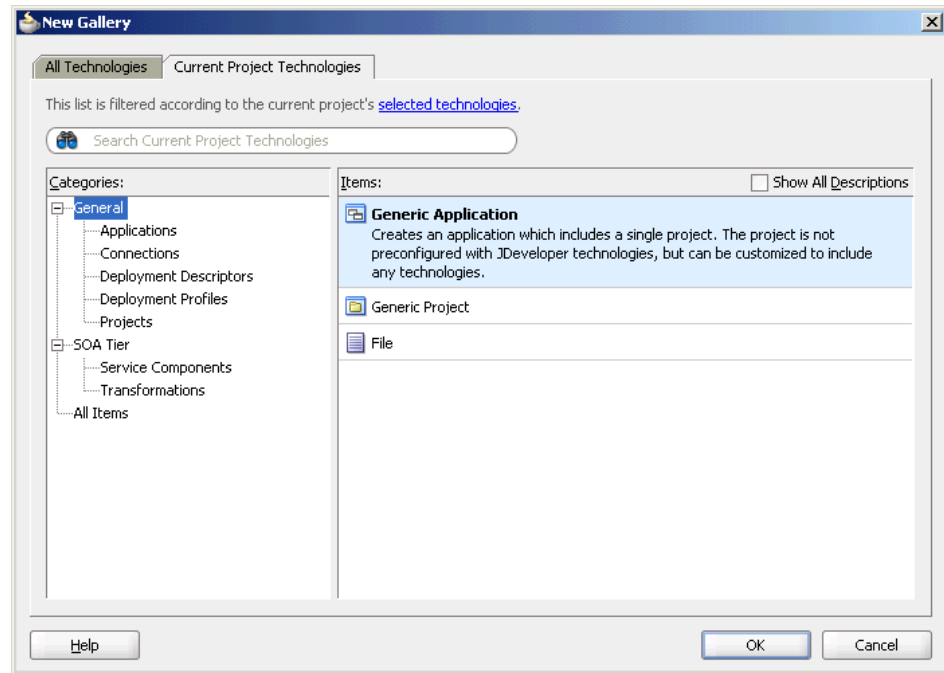 New Gallery
All Technologies
Current Project Technologies
This list is filtered according to the current project's selected technologies.
Search Current Project Technologies
Categories:
General
Applications
Connections
Deployment Descriptors
Deployment Profiles
Projects
SOA Tier
Service Components
Transformations
All Items
Items:
Show All Descriptions
Generic Application
Creates an application which includes a single project. The project is not
preconfigured with JDeveloper technologies, but can be customized to include
any technologies.
Generic Project
File
Help
OK
Cancel